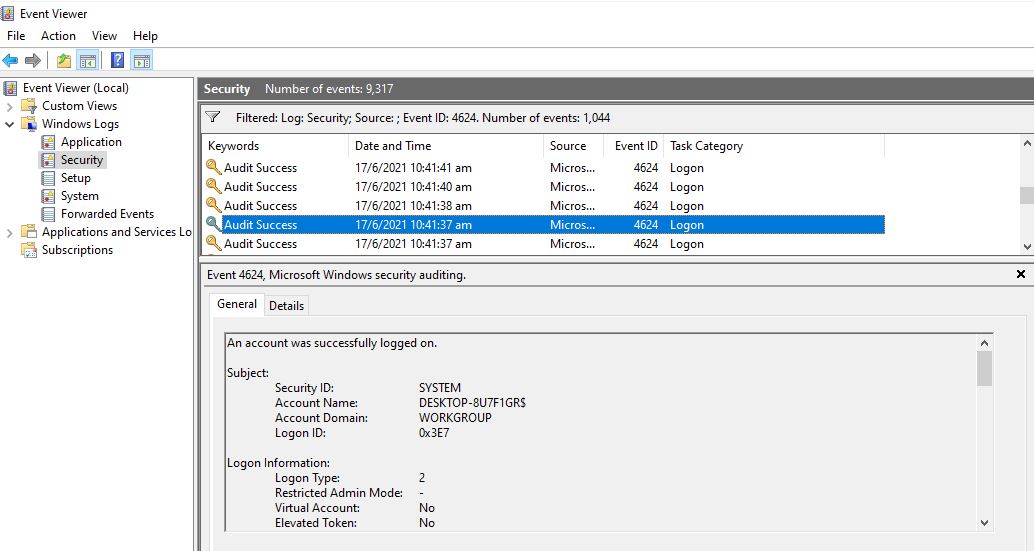 Event Viewer
File Action View Help
Event Viewer (Local)
Custom Views
Windows Logs
Application
Security
Setup
System
Forwarded Events
Applications and Services Lo
Subscriptions
Security Number of events: 9,317
Filtered: Log: Security; Source: ; Event ID: 4624. Number of events: 1,044
Keywords Date and Time Source Event ID Task Category
Audit Success 17/6/2021 10:41:41 am Micros... 4624 Logon
Audit Success 17/6/2021 10:41:40 am Micros... 4624 Logon
Audit Success 17/6/2021 10:41:38 am Micros... 4624 Logon
Audit Success 17/6/2021 10:41:37 am Micros... 4624 Logon
Audit Success 17/6/2021 10:41:37 am Micros... 4624 Logon
Event 4624, Microsoft Windows security auditing.
General Details
An account was successfully logged on.
Subject:
Security ID: SYSTEM
Account Name: DESKTOP-8U7F1GR$
Account Domain: WORKGROUP
Logon ID: 0x3E7
Logon Information:
Logon Type: 2
Restricted Admin Mode: -
Virtual Account: No
Elevated Token: No